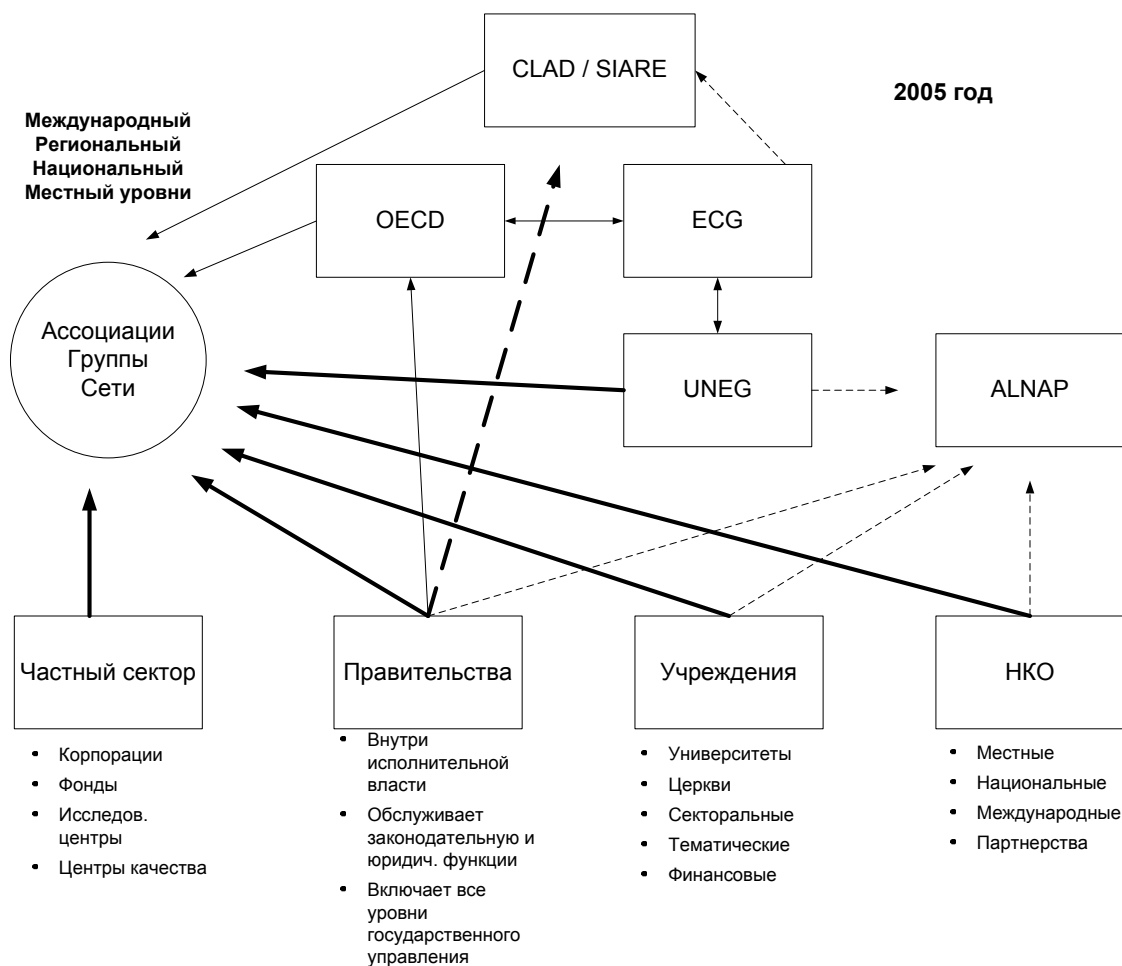 CLAD / SIARE
2005 год
Международный
Региональный
Национальный
Местный уровни
OECD
ECG
Ассоциации
Группы
Сети
UNEG
ALNAP
Частный сектор
Правительства
Учреждения
НКО
▪ Корпорации
▪ Фонды
▪ Исследов.
центры
▪ Центры качества
▪ Внутри
исполнительной
власти
▪ Обслуживает
законодательную и
юридич. функции
▪ Включает все
уровни
государственного
управления
▪ Университеты
▪ Церкви
▪ Секторальные
▪ Тематические
▪ Финансовые
▪ Местные
▪ Национальные
▪ Международные
▪ Партнерства